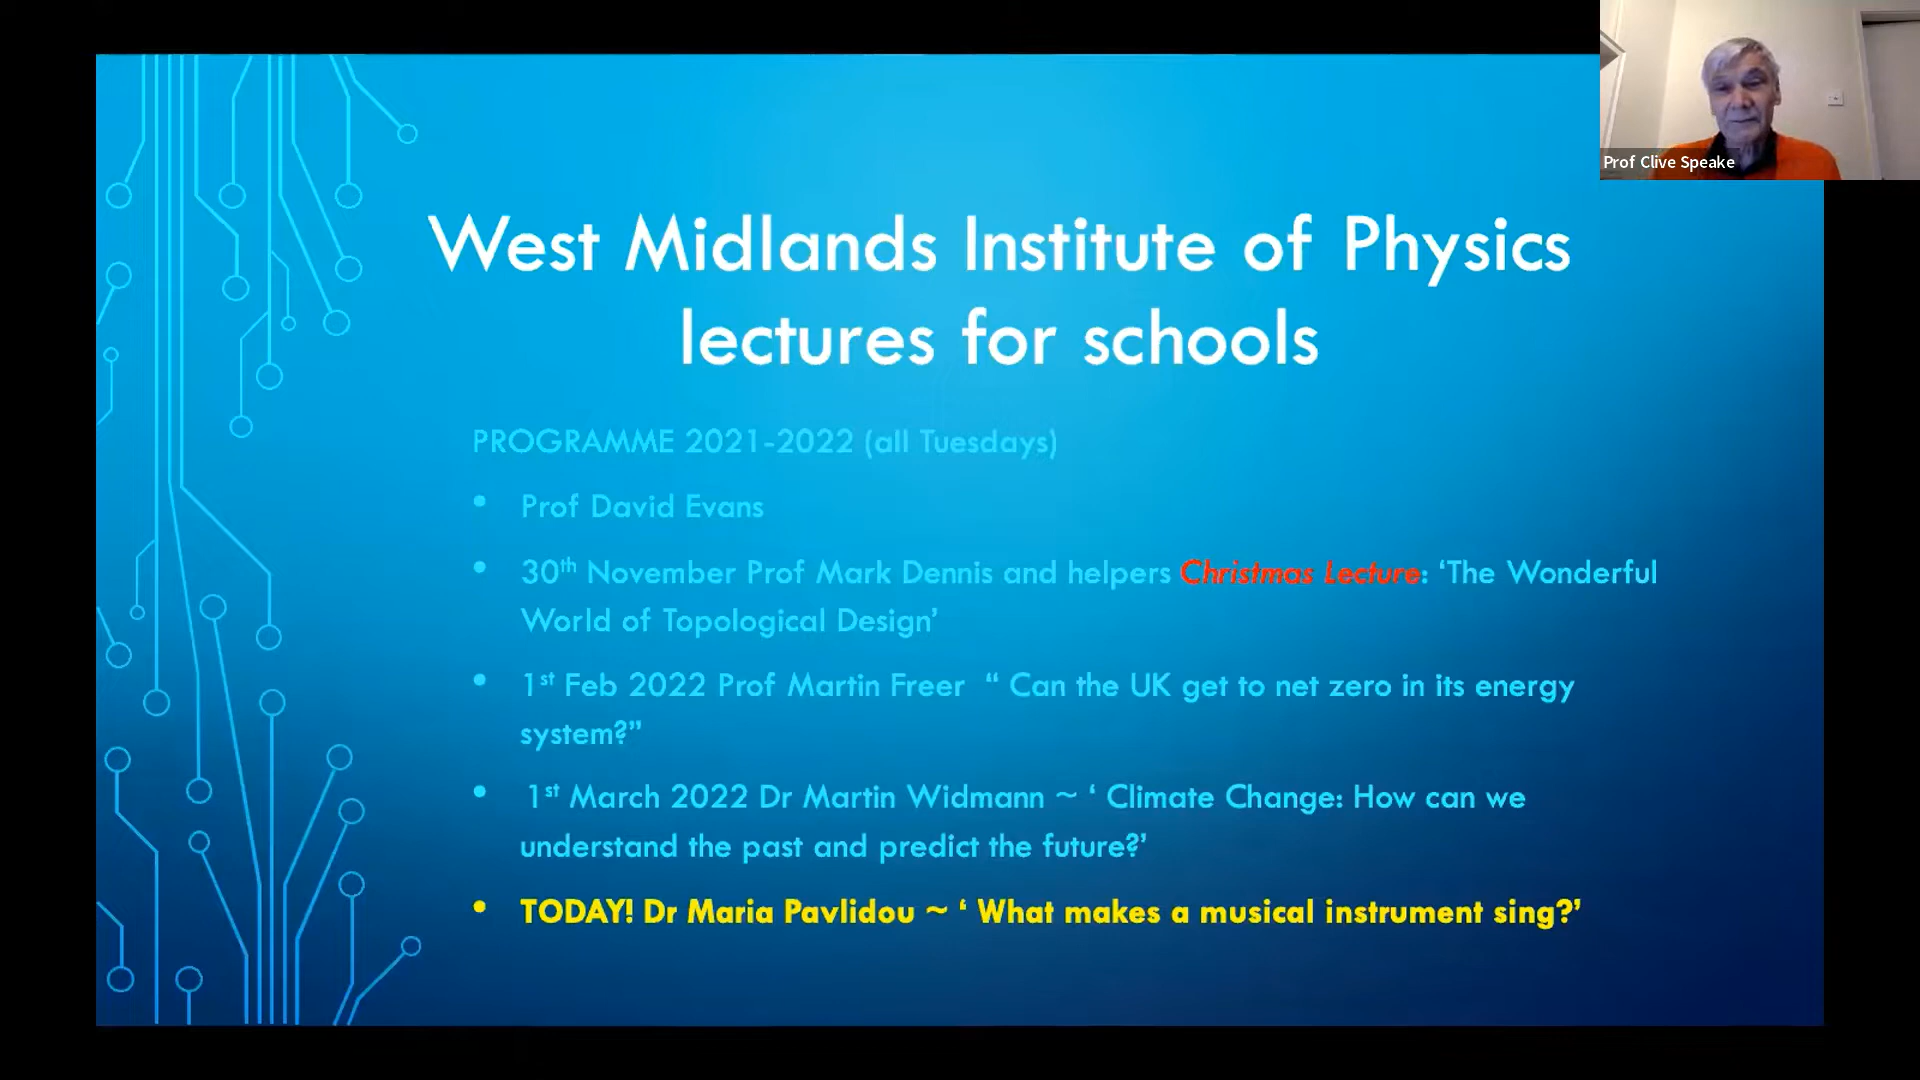 Prof Clive Speake
West Midlands Institute of Physics
lectures for schools
PROGRAMME 2021-2022 (all Tuesdays)
• Prof David Evans
• 30th November Prof Mark Dennis and helpers Christmas Lecture: ‘The Wonderful
World of Topological Design’
• 1st Feb 2022 Prof Martin Freer “ Can the UK get to net zero in its energy
system?”
• 1st March 2022 Dr Martin Widmann ~ ‘ Climate Change: How can we
understand the past and predict the future?’
• TODAY! Dr Maria Pavlidou ~ ‘ What makes a musical instrument sing?’